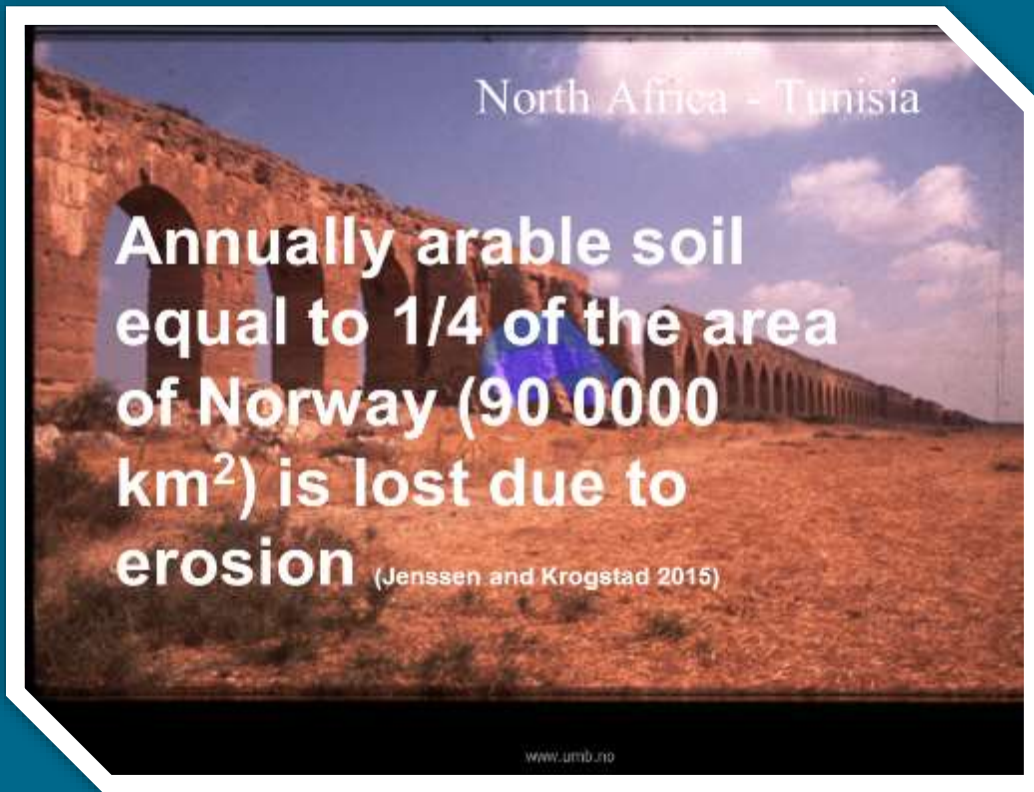 North Africa - Tunisia
Annually arable soil
equal to 1/4 of the area
of Norway (90 0000
km²) is lost due to
erosion (Jenssen and Krogstad 2015)
www.umb.no